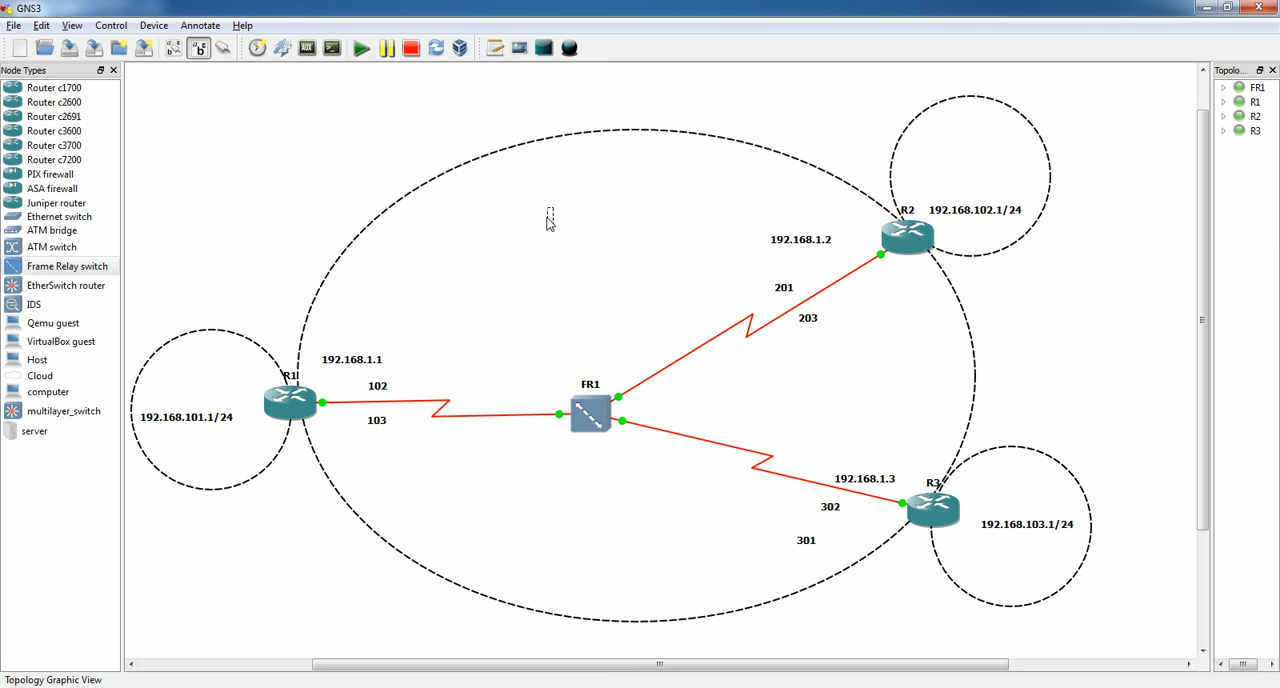 GNS3
File Edit View Control Device Annotate Help
Node Types
Topolo...
Router c1700
Router c2600
Router c2691
Router c3600
Router c3700
Router c7200
PIX firewall
ASA firewall
Juniper router
Ethernet switch
ATM bridge
ATM switch
Frame Relay switch
EtherSwitch router
IDS
Qemu guest
VirtualBox guest
Host
Cloud
computer
multilayer_switch
server
AUX
R2 192.168.102.1/24
192.168.1.2
201
203
192.168.1.1
R1
102
103
192.168.101.1/24
FR1
192.168.1.3
R3
302
301
192.168.103.1/24
FR1
R1
R2
R3
Topology Graphic View